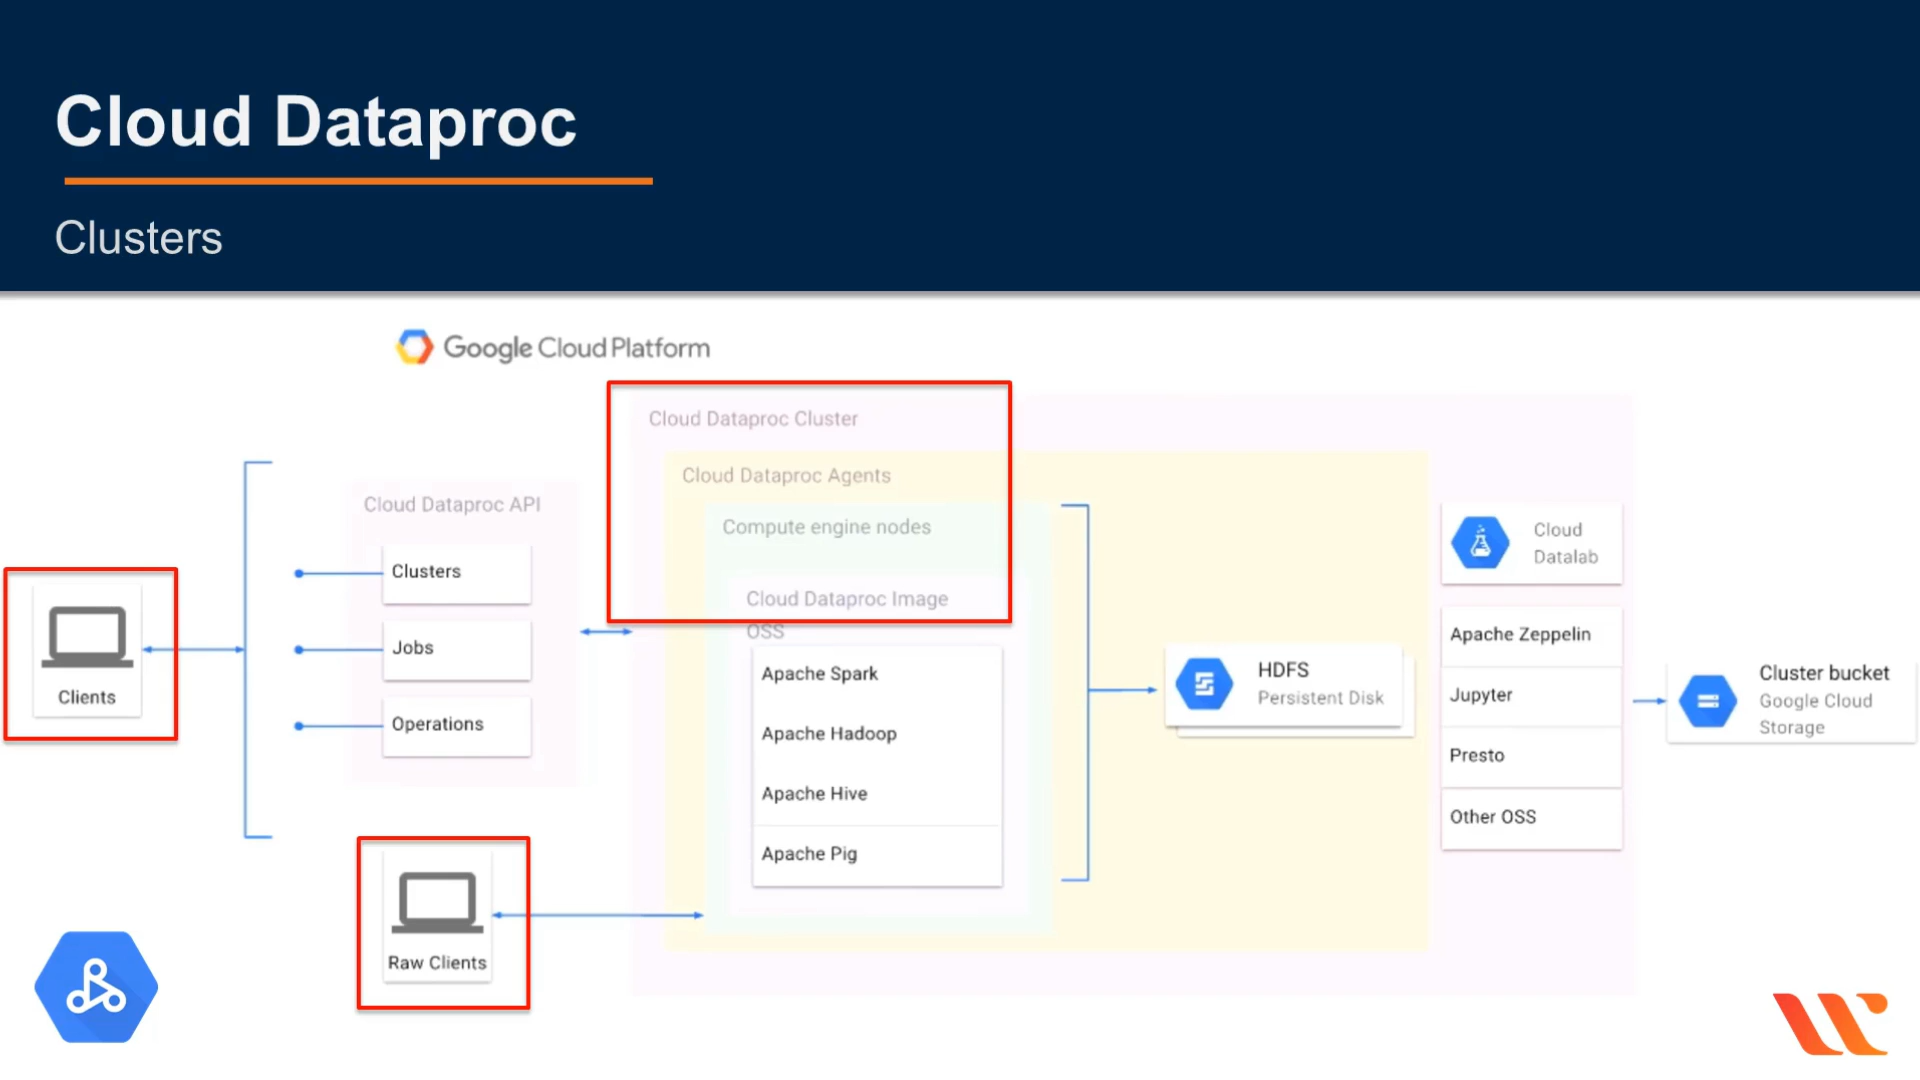 Cloud Dataproc
Clusters
Google Cloud Platform
Cloud Dataproc Cluster
Cloud Dataproc Agents
Compute engine nodes
Cloud Dataproc Image
OSS
Apache Spark
Apache Hadoop
Apache Hive
Apache Pig
Cloud Dataproc API
Clusters
Jobs
Operations
Clients
Raw Clients
HDFS
Persistent Disk
Cloud
Datalab
Apache Zeppelin
Jupyter
Presto
Other OSS
Cluster bucket
Google Cloud
Storage